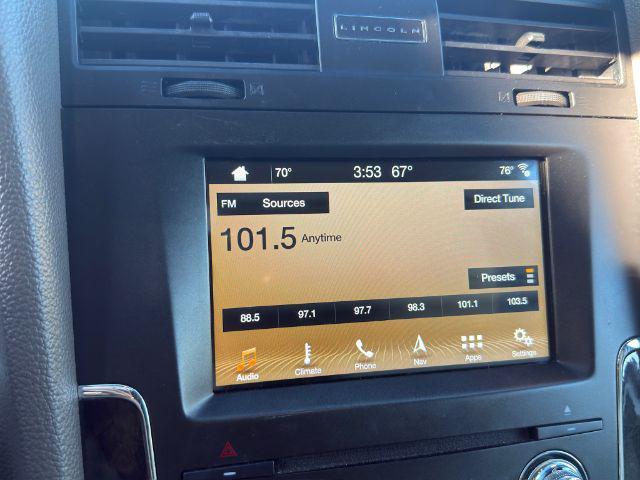 LINCOLN
70° 3:53 67° 76°
FM Sources Direct Tune
101.5 Anytime
Presets
88.5 97.1 97.7 98.3 101.1 103.5
Audio Climate Phone Nav Apps Settings